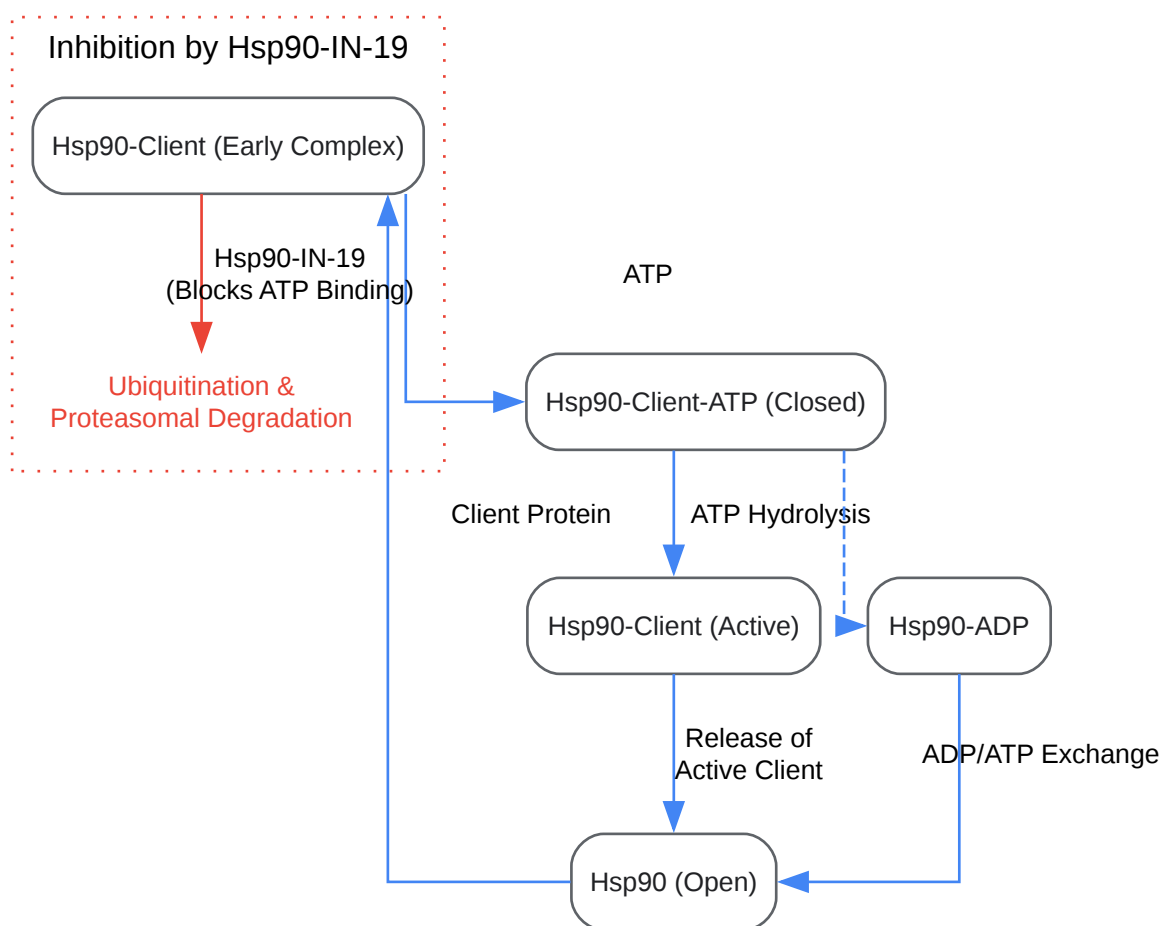 Inhibition by Hsp90-IN-19
Hsp90-Client (Early Complex)
Hsp90-IN-19
(Blocks ATP Binding)
ATP
Ubiquitination &
Proteasomal Degradation
Hsp90-Client-ATP (Closed)
Client Protein
ATP Hydrolysis
Hsp90-Client (Active)
Hsp90-ADP
Release of
Active Client
ADP/ATP Exchange
Hsp90 (Open)